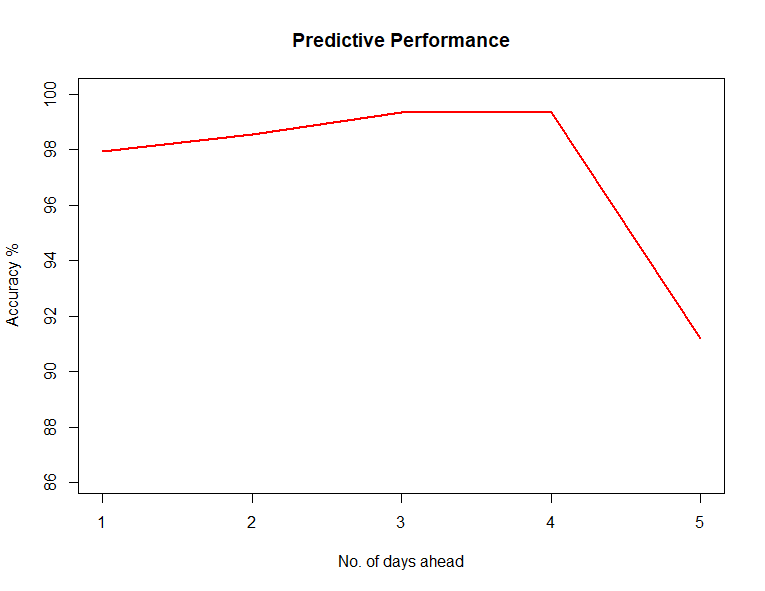 Predictive Performance
Accuracy %
100
98
96
94
92
90
88
86
1 2 3 4 5
No. of days ahead